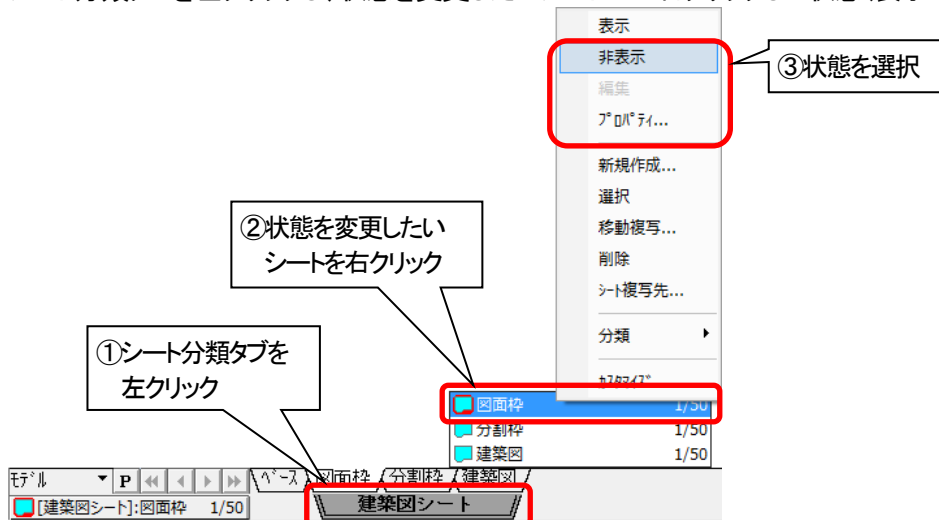 表示
非表示
③状態を選択
編集
ﾌﾟﾛﾊﾟﾃｨ...
新規作成...
選択
②状態を変更したい
シートを右クリック
移動複写...
削除
ｼｰﾄ複写先...
分類
①シート分類タブを
左クリック
ｶｽﾀﾏｲｽﾞ
図面枠 1/50
分割枠 1/50
建築図 1/50
ﾓﾃﾞﾙ P ﾍﾞｰｽ 図面枠 分割枠 建築図
[建築図シート]:図面枠 1/50 建築図シート